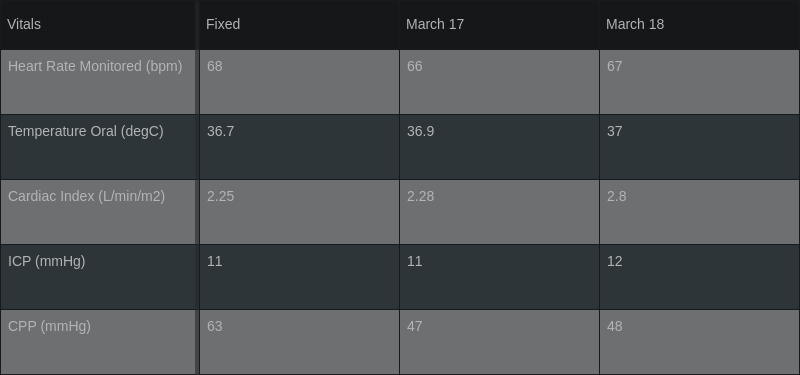 Vitals Fixed March 17 March 18
Heart Rate Monitored (bpm) 68 66 67
Temperature Oral (degC) 36.7 36.9 37
Cardiac Index (L/min/m2) 2.25 2.28 2.8
ICP (mmHg) 11 11 12
CPP (mmHg) 63 47 48